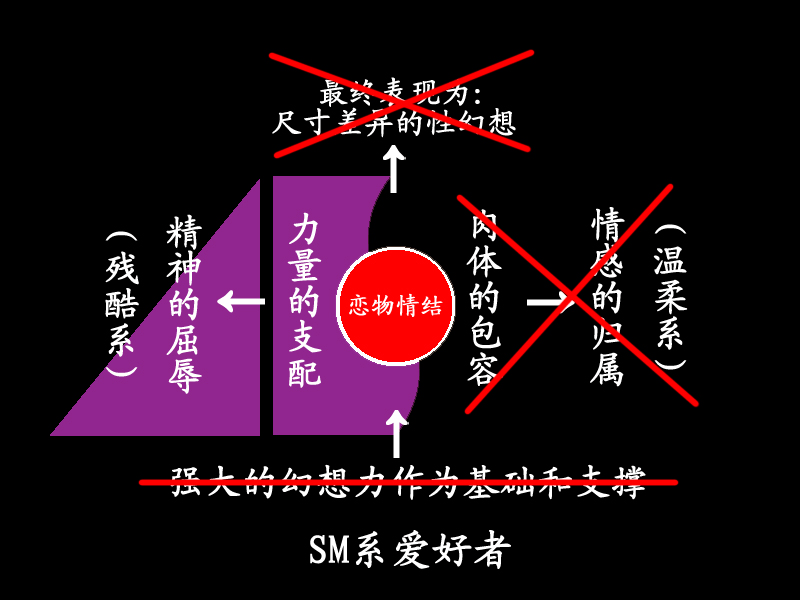 最终表现为:
尺寸差异的性幻想
(残酷系)
精神的屈辱
力量的支配
恋物情结
肉体的包容
情感的归属
(温柔系)
强大的幻想力作为基础和支撑
SM系爱好者